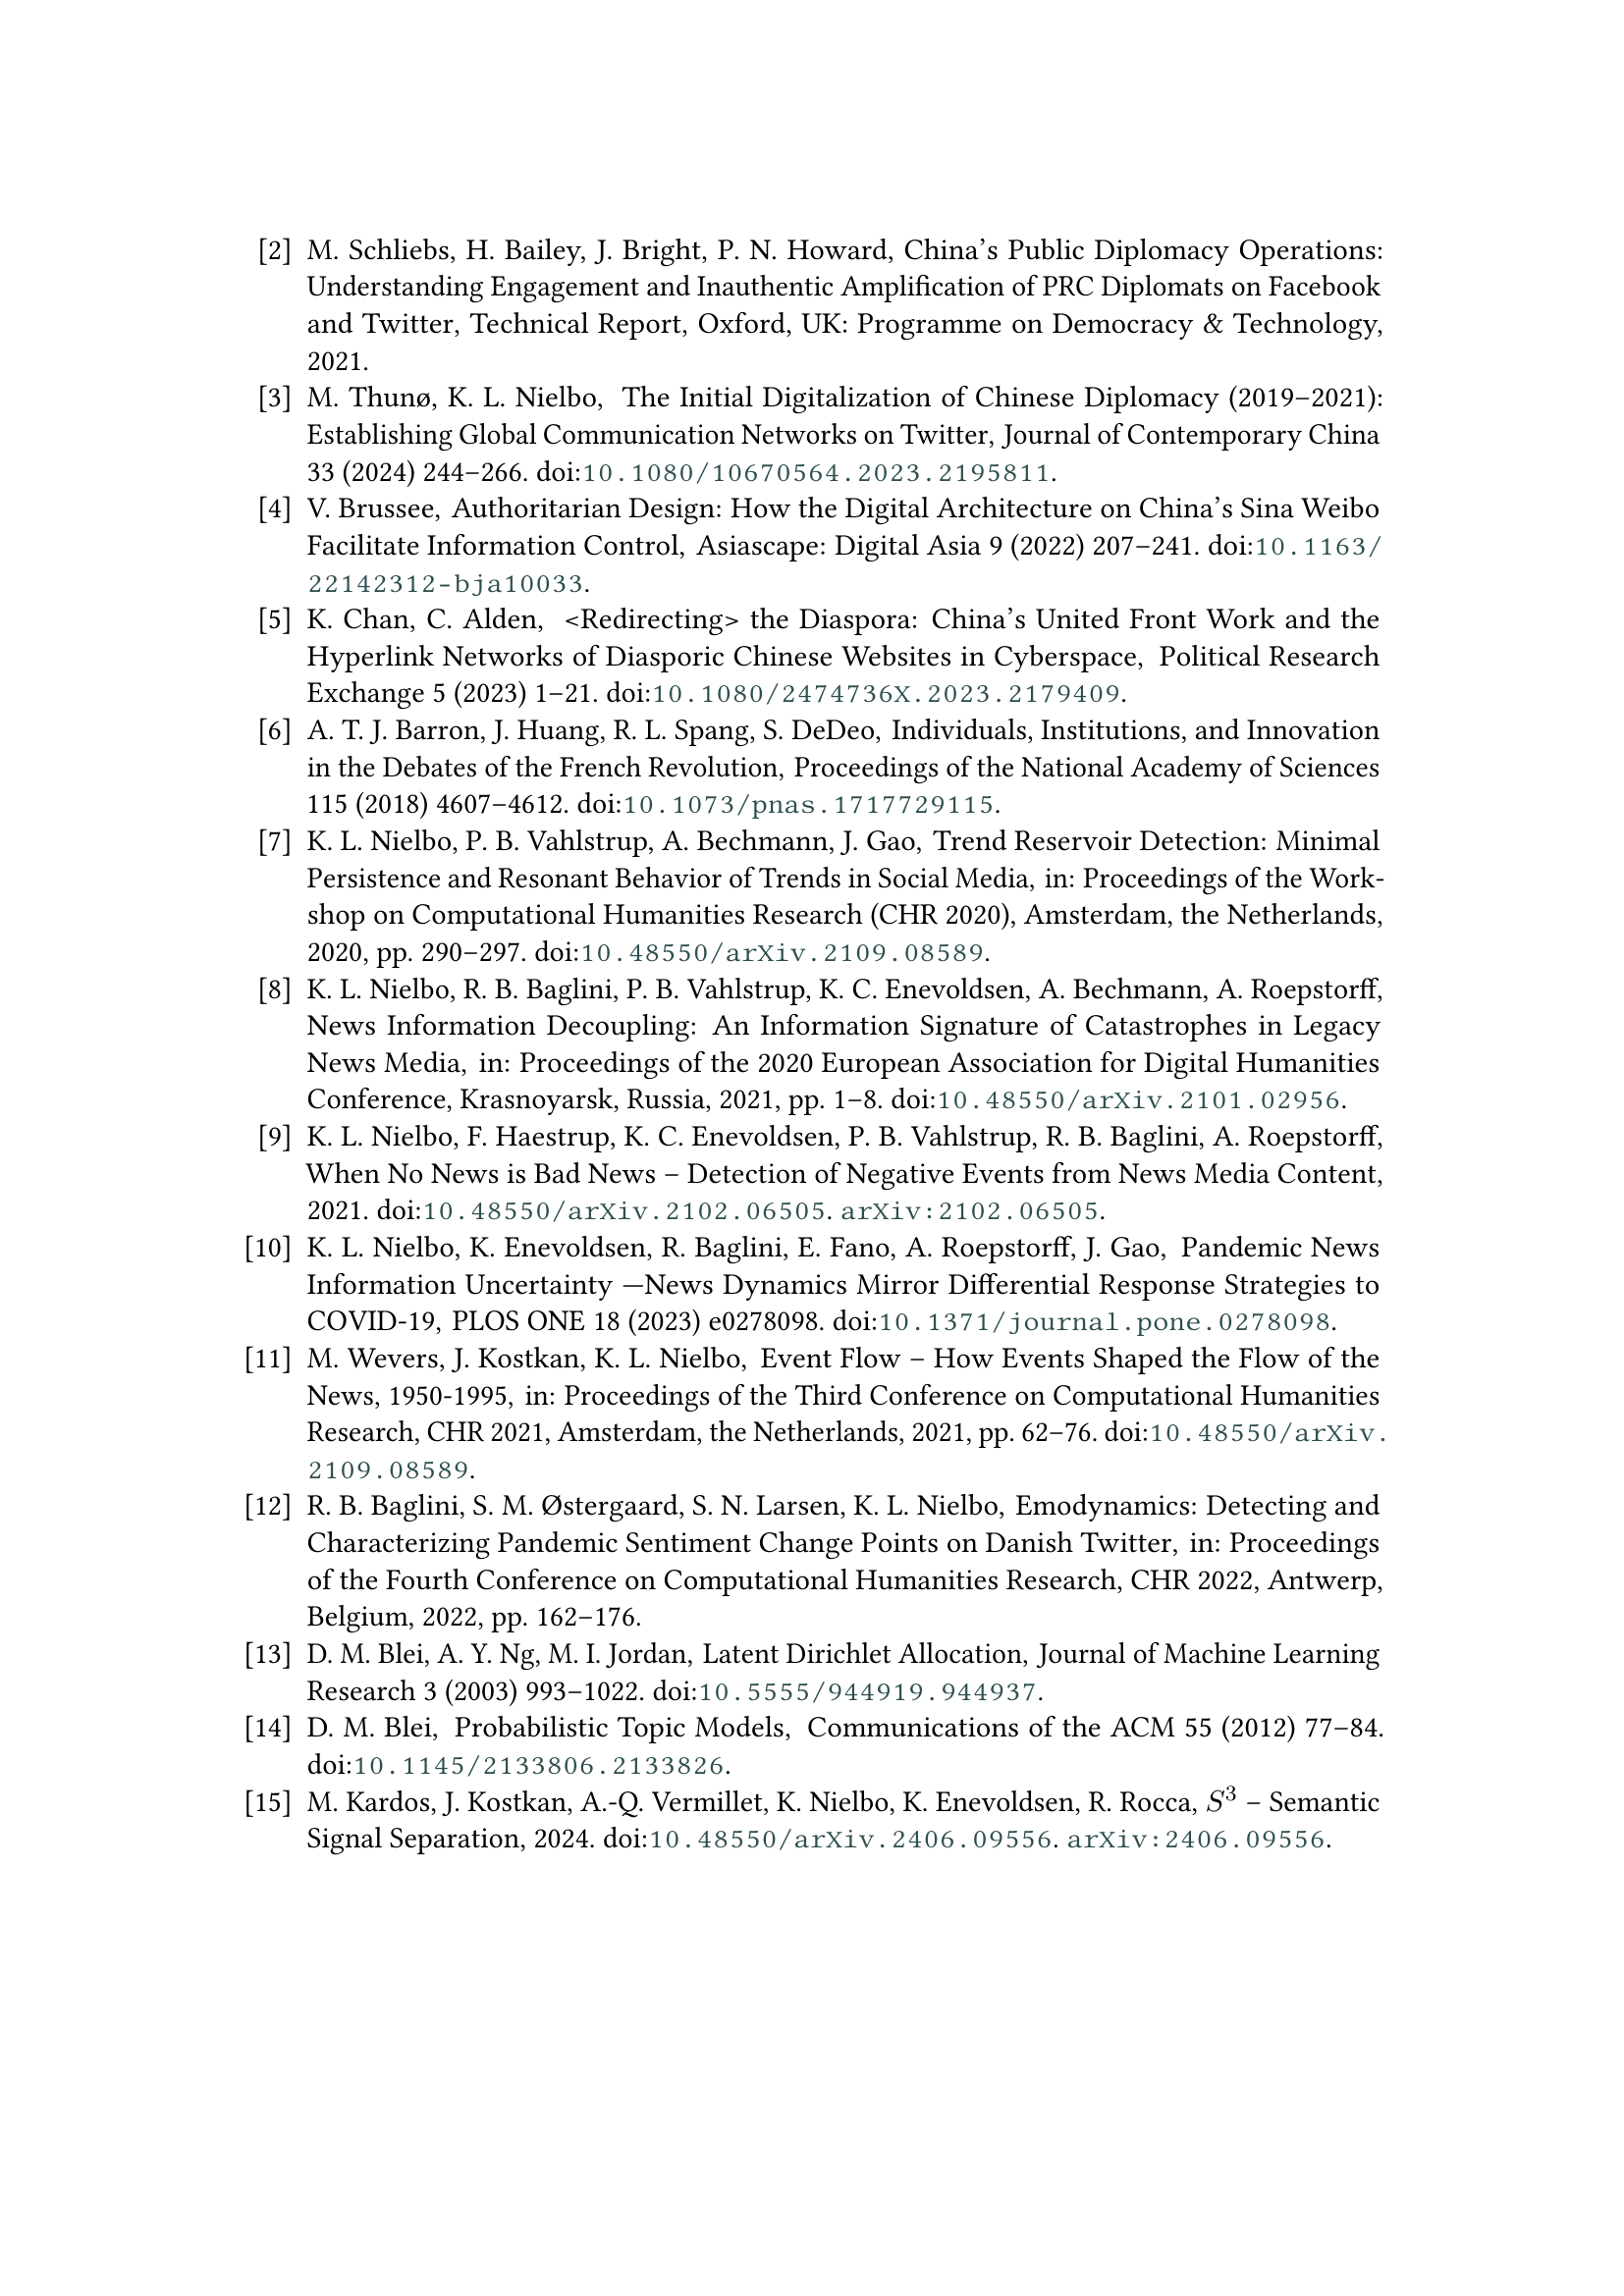 [2] M. Schliebs, H. Bailey, J. Bright, P. N. Howard, China’s Public Diplomacy Operations:
Understanding Engagement and Inauthentic Amplification of PRC Diplomats on Facebook
and Twitter, Technical Report, Oxford, UK: Programme on Democracy & Technology,
2021.
[3] M. Thunø, K. L. Nielbo, The Initial Digitalization of Chinese Diplomacy (2019–2021):
Establishing Global Communication Networks on Twitter, Journal of Contemporary China
33 (2024) 244–266. doi:10.1080/10670564.2023.2195811.
[4] V. Brussee, Authoritarian Design: How the Digital Architecture on China’s Sina Weibo
Facilitate Information Control, Asiascape: Digital Asia 9 (2022) 207–241. doi:10.1163/
22142312-bja10033.
[5] K. Chan, C. Alden, <Redirecting> the Diaspora: China’s United Front Work and the
Hyperlink Networks of Diasporic Chinese Websites in Cyberspace, Political Research
Exchange 5 (2023) 1–21. doi:10.1080/2474736X.2023.2179409.
[6] A. T. J. Barron, J. Huang, R. L. Spang, S. DeDeo, Individuals, Institutions, and Innovation
in the Debates of the French Revolution, Proceedings of the National Academy of Sciences
115 (2018) 4607–4612. doi:10.1073/pnas.1717729115.
[7] K. L. Nielbo, P. B. Vahlstrup, A. Bechmann, J. Gao, Trend Reservoir Detection: Minimal
Persistence and Resonant Behavior of Trends in Social Media, in: Proceedings of the Work-
shop on Computational Humanities Research (CHR 2020), Amsterdam, the Netherlands,
2020, pp. 290–297. doi:10.48550/arXiv.2109.08589.
[8] K. L. Nielbo, R. B. Baglini, P. B. Vahlstrup, K. C. Enevoldsen, A. Bechmann, A. Roepstorff,
News Information Decoupling: An Information Signature of Catastrophes in Legacy
News Media, in: Proceedings of the 2020 European Association for Digital Humanities
Conference, Krasnoyarsk, Russia, 2021, pp. 1–8. doi:10.48550/arXiv.2101.02956.
[9] K. L. Nielbo, F. Haestrup, K. C. Enevoldsen, P. B. Vahlstrup, R. B. Baglini, A. Roepstorff,
When No News is Bad News – Detection of Negative Events from News Media Content,
2021. doi:10.48550/arXiv.2102.06505. arXiv:2102.06505.
[10] K. L. Nielbo, K. Enevoldsen, R. Baglini, E. Fano, A. Roepstorff, J. Gao, Pandemic News
Information Uncertainty —News Dynamics Mirror Differential Response Strategies to
COVID-19, PLOS ONE 18 (2023) e0278098. doi:10.1371/journal.pone.0278098.
[11] M. Wevers, J. Kostkan, K. L. Nielbo, Event Flow – How Events Shaped the Flow of the
News, 1950-1995, in: Proceedings of the Third Conference on Computational Humanities
Research, CHR 2021, Amsterdam, the Netherlands, 2021, pp. 62–76. doi:10.48550/arXiv.
2109.08589.
[12] R. B. Baglini, S. M. Østergaard, S. N. Larsen, K. L. Nielbo, Emodynamics: Detecting and
Characterizing Pandemic Sentiment Change Points on Danish Twitter, in: Proceedings
of the Fourth Conference on Computational Humanities Research, CHR 2022, Antwerp,
Belgium, 2022, pp. 162–176.
[13] D. M. Blei, A. Y. Ng, M. I. Jordan, Latent Dirichlet Allocation, Journal of Machine Learning
Research 3 (2003) 993–1022. doi:10.5555/944919.944937.
[14] D. M. Blei, Probabilistic Topic Models, Communications of the ACM 55 (2012) 77–84.
doi:10.1145/2133806.2133826.
[15] M. Kardos, J. Kostkan, A.-Q. Vermillet, K. Nielbo, K. Enevoldsen, R. Rocca, S³ – Semantic
Signal Separation, 2024. doi:10.48550/arXiv.2406.09556. arXiv:2406.09556.